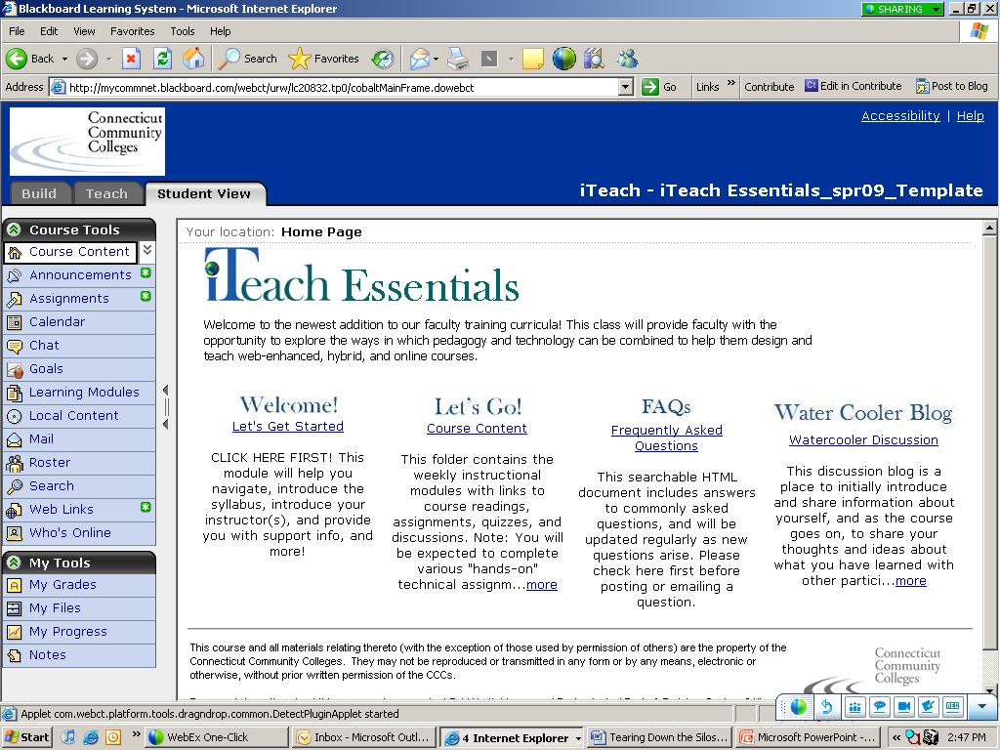 Blackboard Learning System - Microsoft Internet Explorer
SHARING
File Edit View Favorites Tools Help
Back Search Favorites
Address http://mycommnet.blackboard.com/webct/urw/lc20832.tp0/cobaltMainFrame.dowebct Go Links » Contribute Ct Edit in Contribute Post to Blog
Connecticut
Community
Colleges
Accessibility | Help
Build Teach Student View
iTeach - iTeach Essentials_spr09_Template
Course Tools
Course Content
Announcements
Assignments
Calendar
Chat
Goals
Learning Modules
Local Content
Mail
Roster
Search
Web Links
Who's Online
My Tools
My Grades
My Files
My Progress
Notes
Your location: Home Page
iTeach Essentials
Welcome to the newest addition to our faculty training curricula! This class will provide faculty with the
opportunity to explore the ways in which pedagogy and technology can be combined to help them design and
teach web-enhanced, hybrid, and online courses.
Welcome!
Let's Get Started
CLICK HERE FIRST! This
module will help you
navigate, introduce the
syllabus, introduce your
instructor(s), and provide
you with support info, and
more!
Let's Go!
Course Content
This folder contains the
weekly instructional
modules with links to
course readings,
assignments, quizzes, and
discussions. Note: You will
be expected to complete
various "hands-on"
technical assignm...more
FAQs
Frequently Asked
Questions
This searchable HTML
document includes answers
to commonly asked
questions, and will be
updated regularly as new
questions arise. Please
check here first before
posting or emailing a
question.
Water Cooler Blog
Watercooler Discussion
This discussion blog is a
place to initially introduce
and share information about
yourself, and as the course
goes on, to share your
thoughts and ideas about
what you have learned with
other partici...more
This course and all materials relating thereto (with the exception of those used by permission of others) are the property of the
Connecticut Community Colleges. They may not be reproduced or transmitted in any form or by any means, electronic or
otherwise, without prior written permission of the CCCs.
Connecticut
Community
Colleges
Applet com.webct.platform.tools.dragndrop.common.DetectPluginApplet started
Start » WebEx One-Click Inbox - Microsoft Outl... 4 Internet Explorer Tearing Down the Silos... Microsoft PowerPoint -... « 2:47 PM